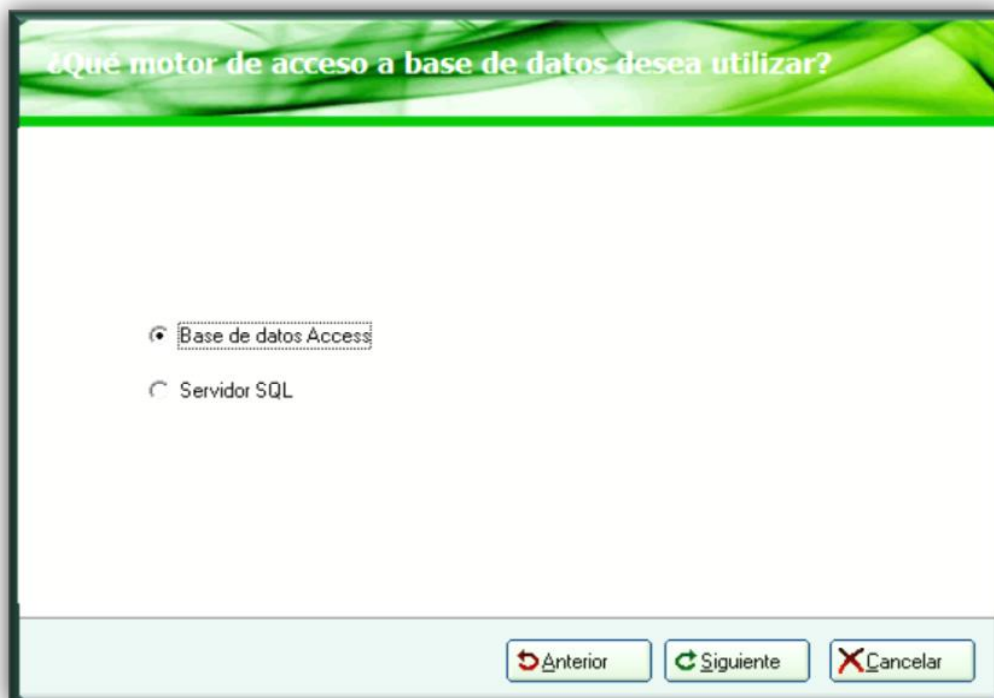 ¿Qué motor de acceso a base de datos desea utilizar?
Base de datos Access
Servidor SQL
Anterior
Siguiente
Cancelar